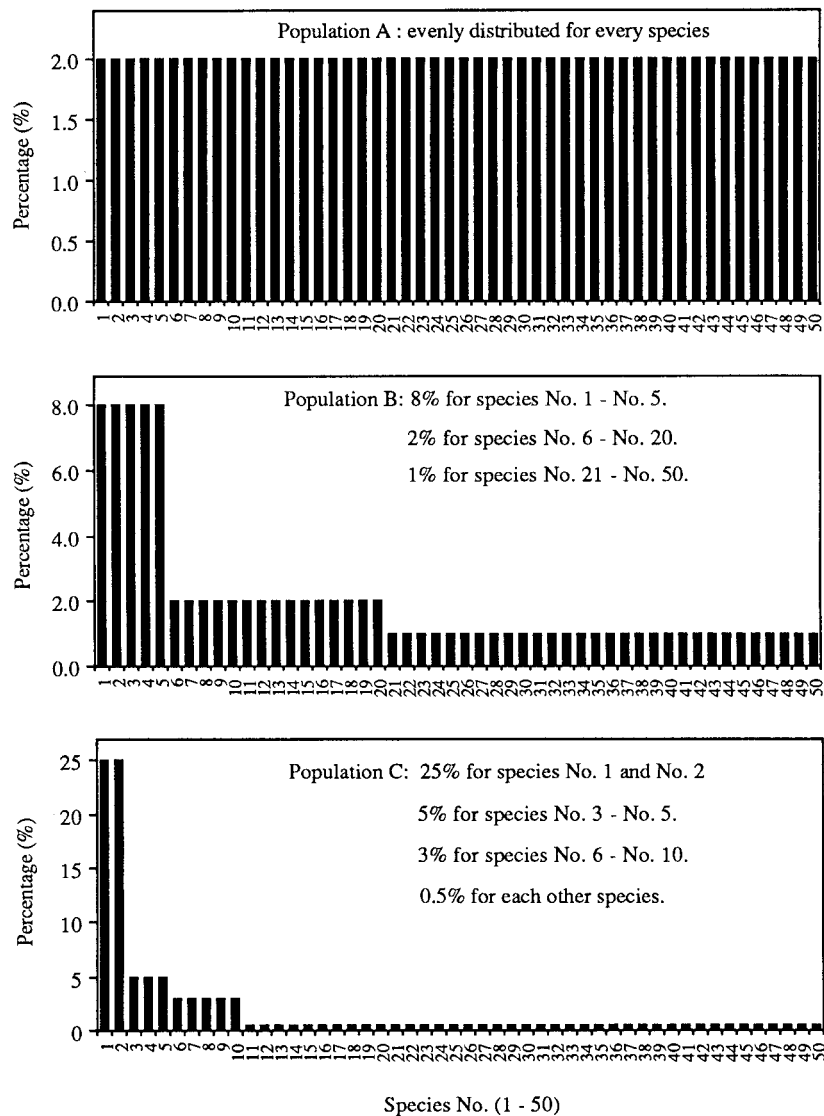 Population A : evenly distributed for every species
Percentage (%)
2.0
1.5
1.0
0.5
0.0
1 2 3 4 5 6 7 8 9 10 11 12 13 14 15 16 17 18 19 20 21 22 23 24 25 26 27 28 29 30 31 32 33 34 35 36 37 38 39 40 41 42 43 44 45 46 47 48 49 50
Population B: 8% for species No. 1 - No. 5.
2% for species No. 6 - No. 20.
1% for species No. 21 - No. 50.
Percentage (%)
8.0
6.0
4.0
2.0
0.0
1 2 3 4 5 6 7 8 9 10 11 12 13 14 15 16 17 18 19 20 21 22 23 24 25 26 27 28 29 30 31 32 33 34 35 36 37 38 39 40 41 42 43 44 45 46 47 48 49 50
Population C: 25% for species No. 1 and No. 2
5% for species No. 3 - No. 5.
3% for species No. 6 - No. 10.
0.5% for each other species.
Percentage (%)
25
20
15
10
5
0
1 2 3 4 5 6 7 8 9 10 11 12 13 14 15 16 17 18 19 20 21 22 23 24 25 26 27 28 29 30 31 32 33 34 35 36 37 38 39 40 41 42 43 44 45 46 47 48 49 50
Species No. (1 - 50)